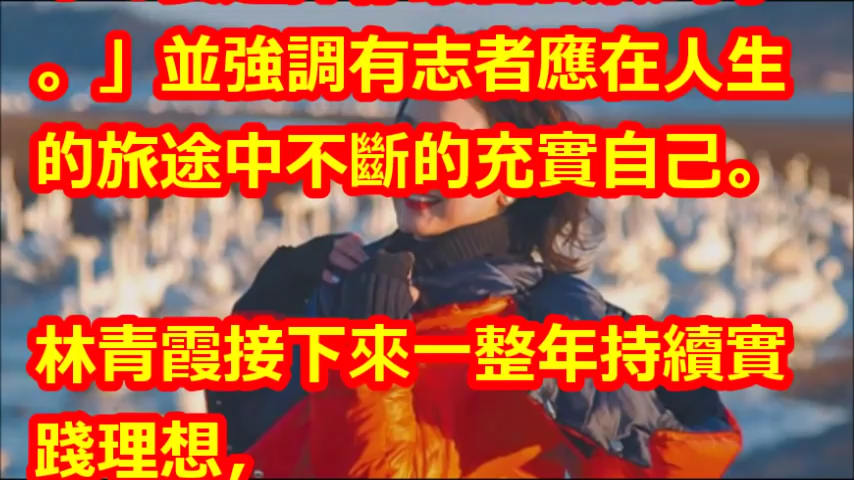 。」並強調有志者應在人生
的旅途中不斷的充實自己。
林青霞接下來一整年持續實
踐理想，